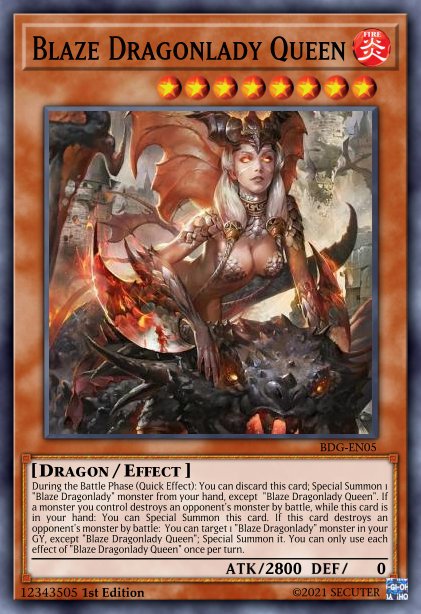 BLAZE DRAGONLADY QUEEN
FIRE
炎
BDG-EN05
[DRAGON / EFFECT ]
During the Battle Phase (Quick Effect): You can discard this card; Special Summon 1
"Blaze Dragonlady" monster from your hand, except "Blaze Dragonlady Queen". If
a monster you control destroys an opponent's monster by battle, while this card is
in your hand: You can Special Summon this card. If this card destroys an
opponent's monster by battle: You can target 1 "Blaze Dragonlady" monster in your
GY, except "Blaze Dragonlady Queen"; Special Summon it. You can only use each
effect of "Blaze Dragonlady Queen" once per turn.
ATK/2800 DEF/ 0
12343505 1st Edition
©2021 SECUTER